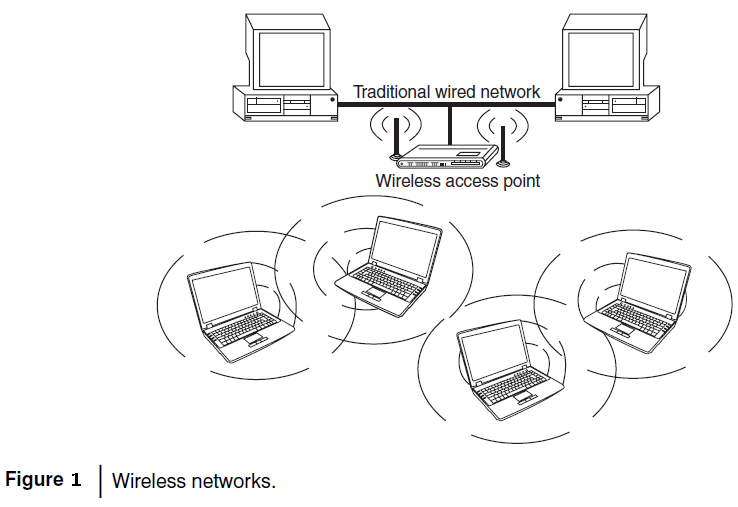 Traditional wired network
Wireless access point
Figure 1 Wireless networks.